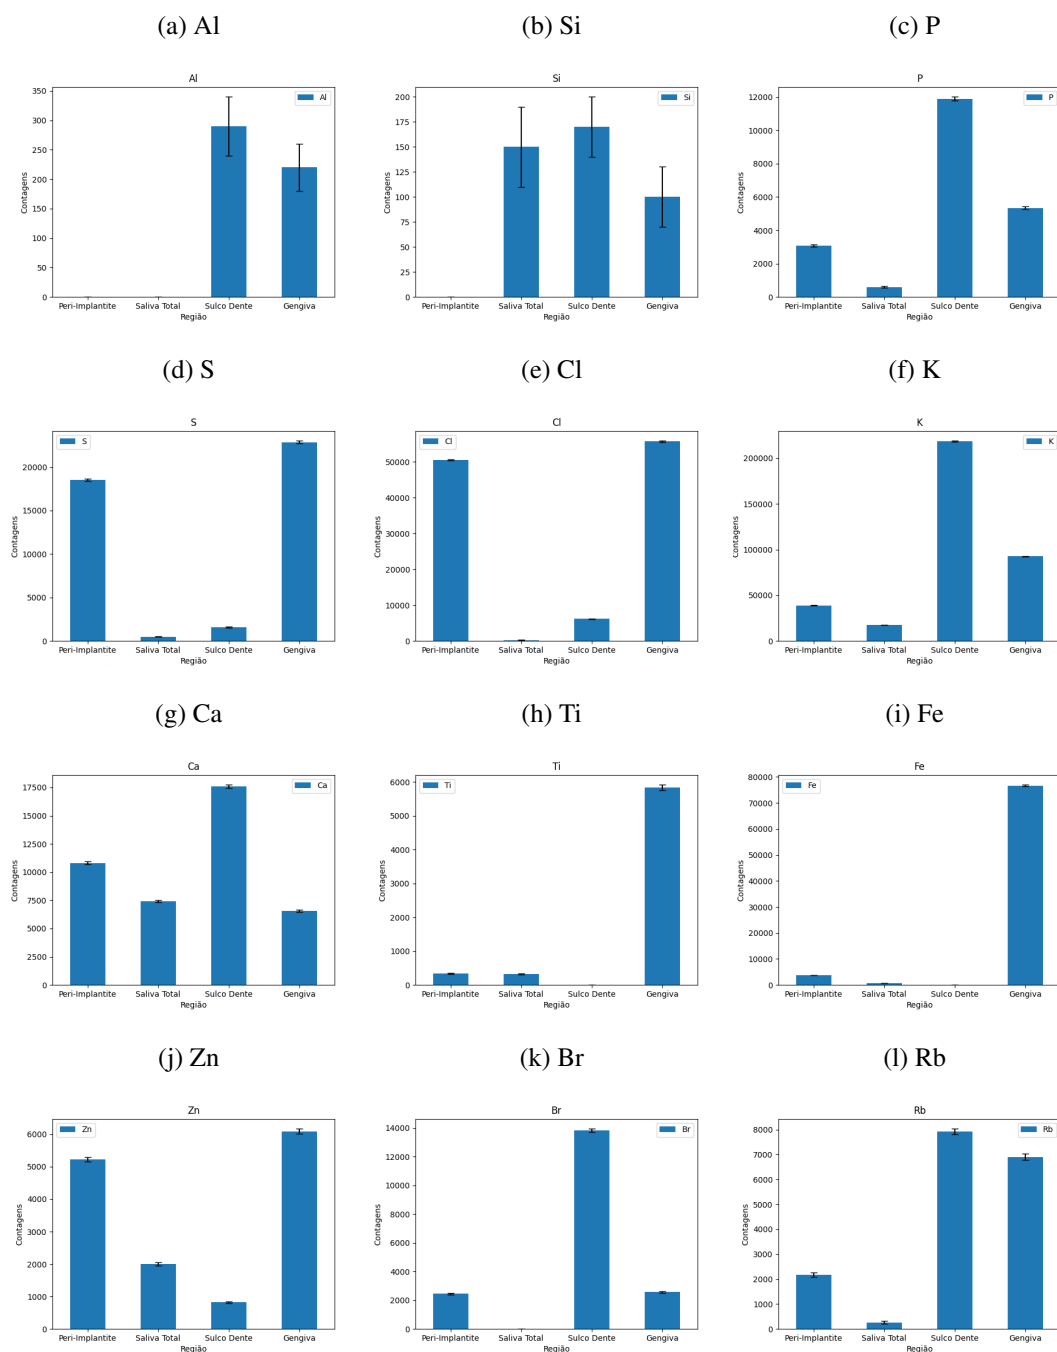 (a) Al
(b) Si
(c) P
Al
350
300
250
200
150
100
50
0
Contagens
Al
Peri-Implantite Saliva Total Sulco Dente Gengiva
Região
Si
200
175
150
125
100
75
50
25
0
Contagens
Si
Peri-Implantite Saliva Total Sulco Dente Gengiva
Região
P
12000
10000
8000
6000
4000
2000
0
Contagens
P
Peri-Implantite Saliva Total Sulco Dente Gengiva
Região
(d) S
(e) Cl
(f) K
S
20000
15000
10000
5000
0
Contagens
S
Peri-Implantite Saliva Total Sulco Dente Gengiva
Região
Cl
50000
40000
30000
20000
10000
0
Contagens
Cl
Peri-Implantite Saliva Total Sulco Dente Gengiva
Região
K
200000
150000
100000
50000
0
Contagens
K
Peri-Implantite Saliva Total Sulco Dente Gengiva
Região
(g) Ca
(h) Ti
(i) Fe
Ca
17500
15000
12500
10000
7500
5000
2500
0
Contagens
Ca
Peri-Implantite Saliva Total Sulco Dente Gengiva
Região
Ti
6000
5000
4000
3000
2000
1000
0
Contagens
Ti
Peri-Implantite Saliva Total Sulco Dente Gengiva
Região
Fe
80000
70000
60000
50000
40000
30000
20000
10000
0
Contagens
Fe
Peri-Implantite Saliva Total Sulco Dente Gengiva
Região
(j) Zn
(k) Br
(l) Rb
Zn
6000
5000
4000
3000
2000
1000
0
Contagens
Zn
Peri-Implantite Saliva Total Sulco Dente Gengiva
Região
Br
14000
12000
10000
8000
6000
4000
2000
0
Contagens
Br
Peri-Implantite Saliva Total Sulco Dente Gengiva
Região
Rb
8000
7000
6000
5000
4000
3000
2000
1000
0
Contagens
Rb
Peri-Implantite Saliva Total Sulco Dente Gengiva
Região